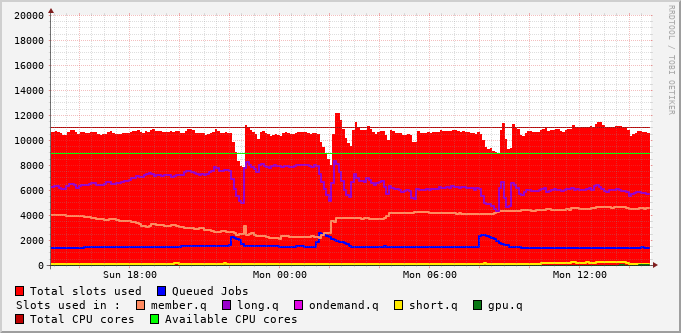 20000
18000
16000
14000
12000
10000
8000
6000
4000
2000
0
Sun 18:00 Mon 00:00 Mon 06:00 Mon 12:00
RRDTOOL / TOBI OETIKER
Total slots used Queued Jobs
Slots used in : member.q long.q ondemand.q short.q gpu.q
Total CPU cores Available CPU cores